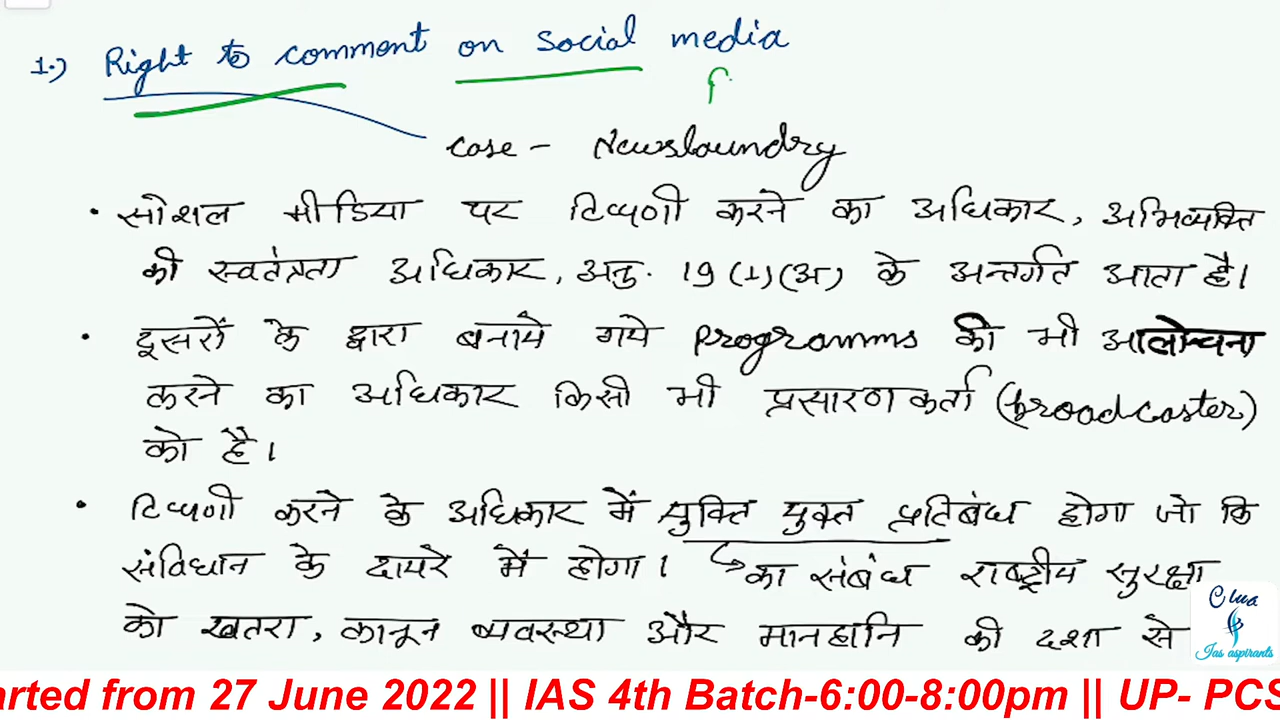 1.) Right to comment on social media
case - Newslaundry
• सोशल मीडिया पर टिप्पणी करने का अधिकार, अभिव्यक्ति
की स्वतंत्रता अधिकार, अनु. 19 (1)(अ) के अन्तर्गत आता है।
• दूसरों के द्वारा बनाये गये programms की भी आलोचना
करने का अधिकार किसी भी प्रसारणकर्ता (broadcaster)
को है।
• टिप्पणी करने के अधिकार में युक्ति युक्त प्रतिबंध होगा जो कि
संविधान के दायरे में होगा। का संबंध राष्ट्रीय सुरक्षा
को खतरा, कानून व्यवस्था और मानहानि की दशा से
Clue
Ias aspirants
arted from 27 June 2022 || IAS 4th Batch-6:00-8:00pm || UP- PCS